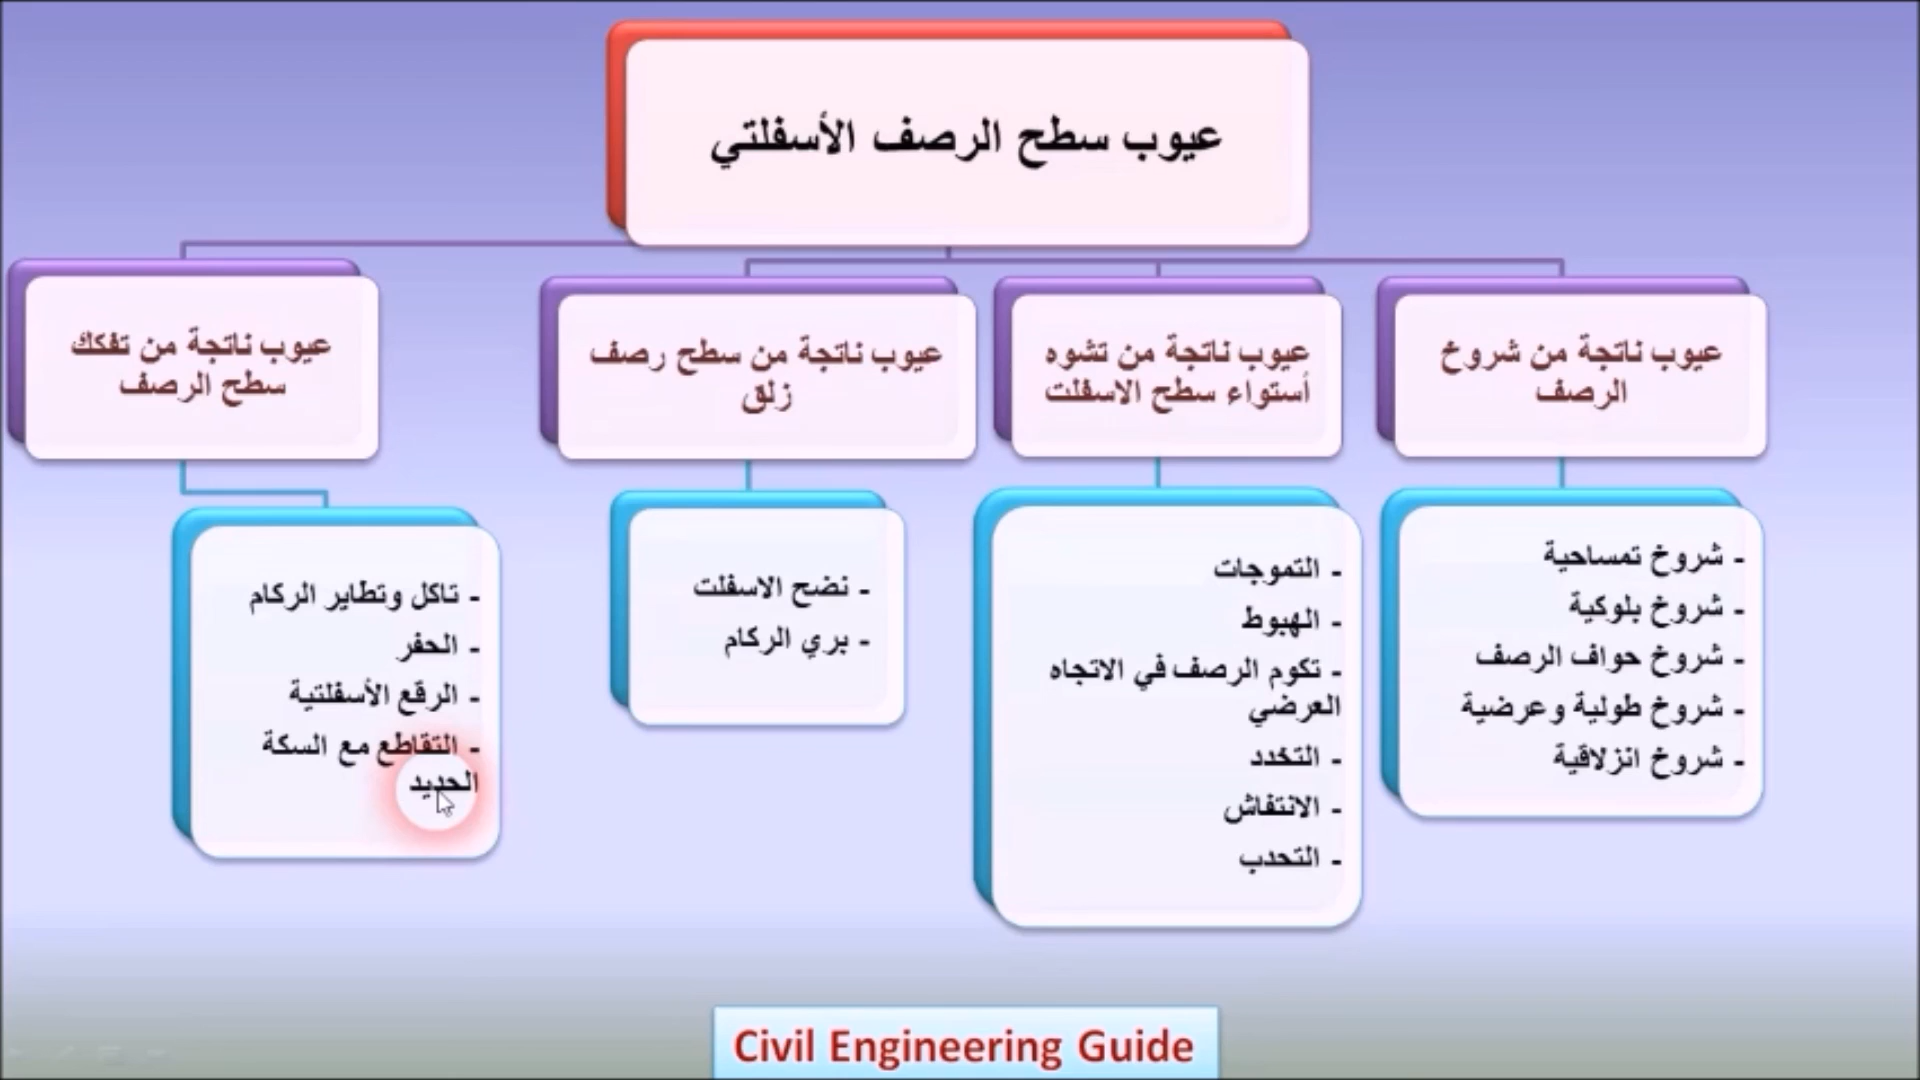 عيوب سطح الرصف الأسفلتي
عيوب ناتجة من شروخ
الرصف
- شروخ تمساحية
- شروخ بلوكية
- شروخ حواف الرصف
- شروخ طولية وعرضية
- شروخ انزلاقية
عيوب ناتجة من تشوه
أستواء سطح الاسفلت
- التموجات
- الهبوط
- تكوم الرصف في الاتجاه
العرضي
- التخدد
- الانتفاش
- التحدب
عيوب ناتجة من سطح رصف
زلق
- نضح الاسفلت
- بري الركام
عيوب ناتجة من تفكك
سطح الرصف
- تاكل وتطاير الركام
- الحفر
- الرقع الأسفلتية
- التقاطع مع السكة
الحديد
Civil Engineering Guide